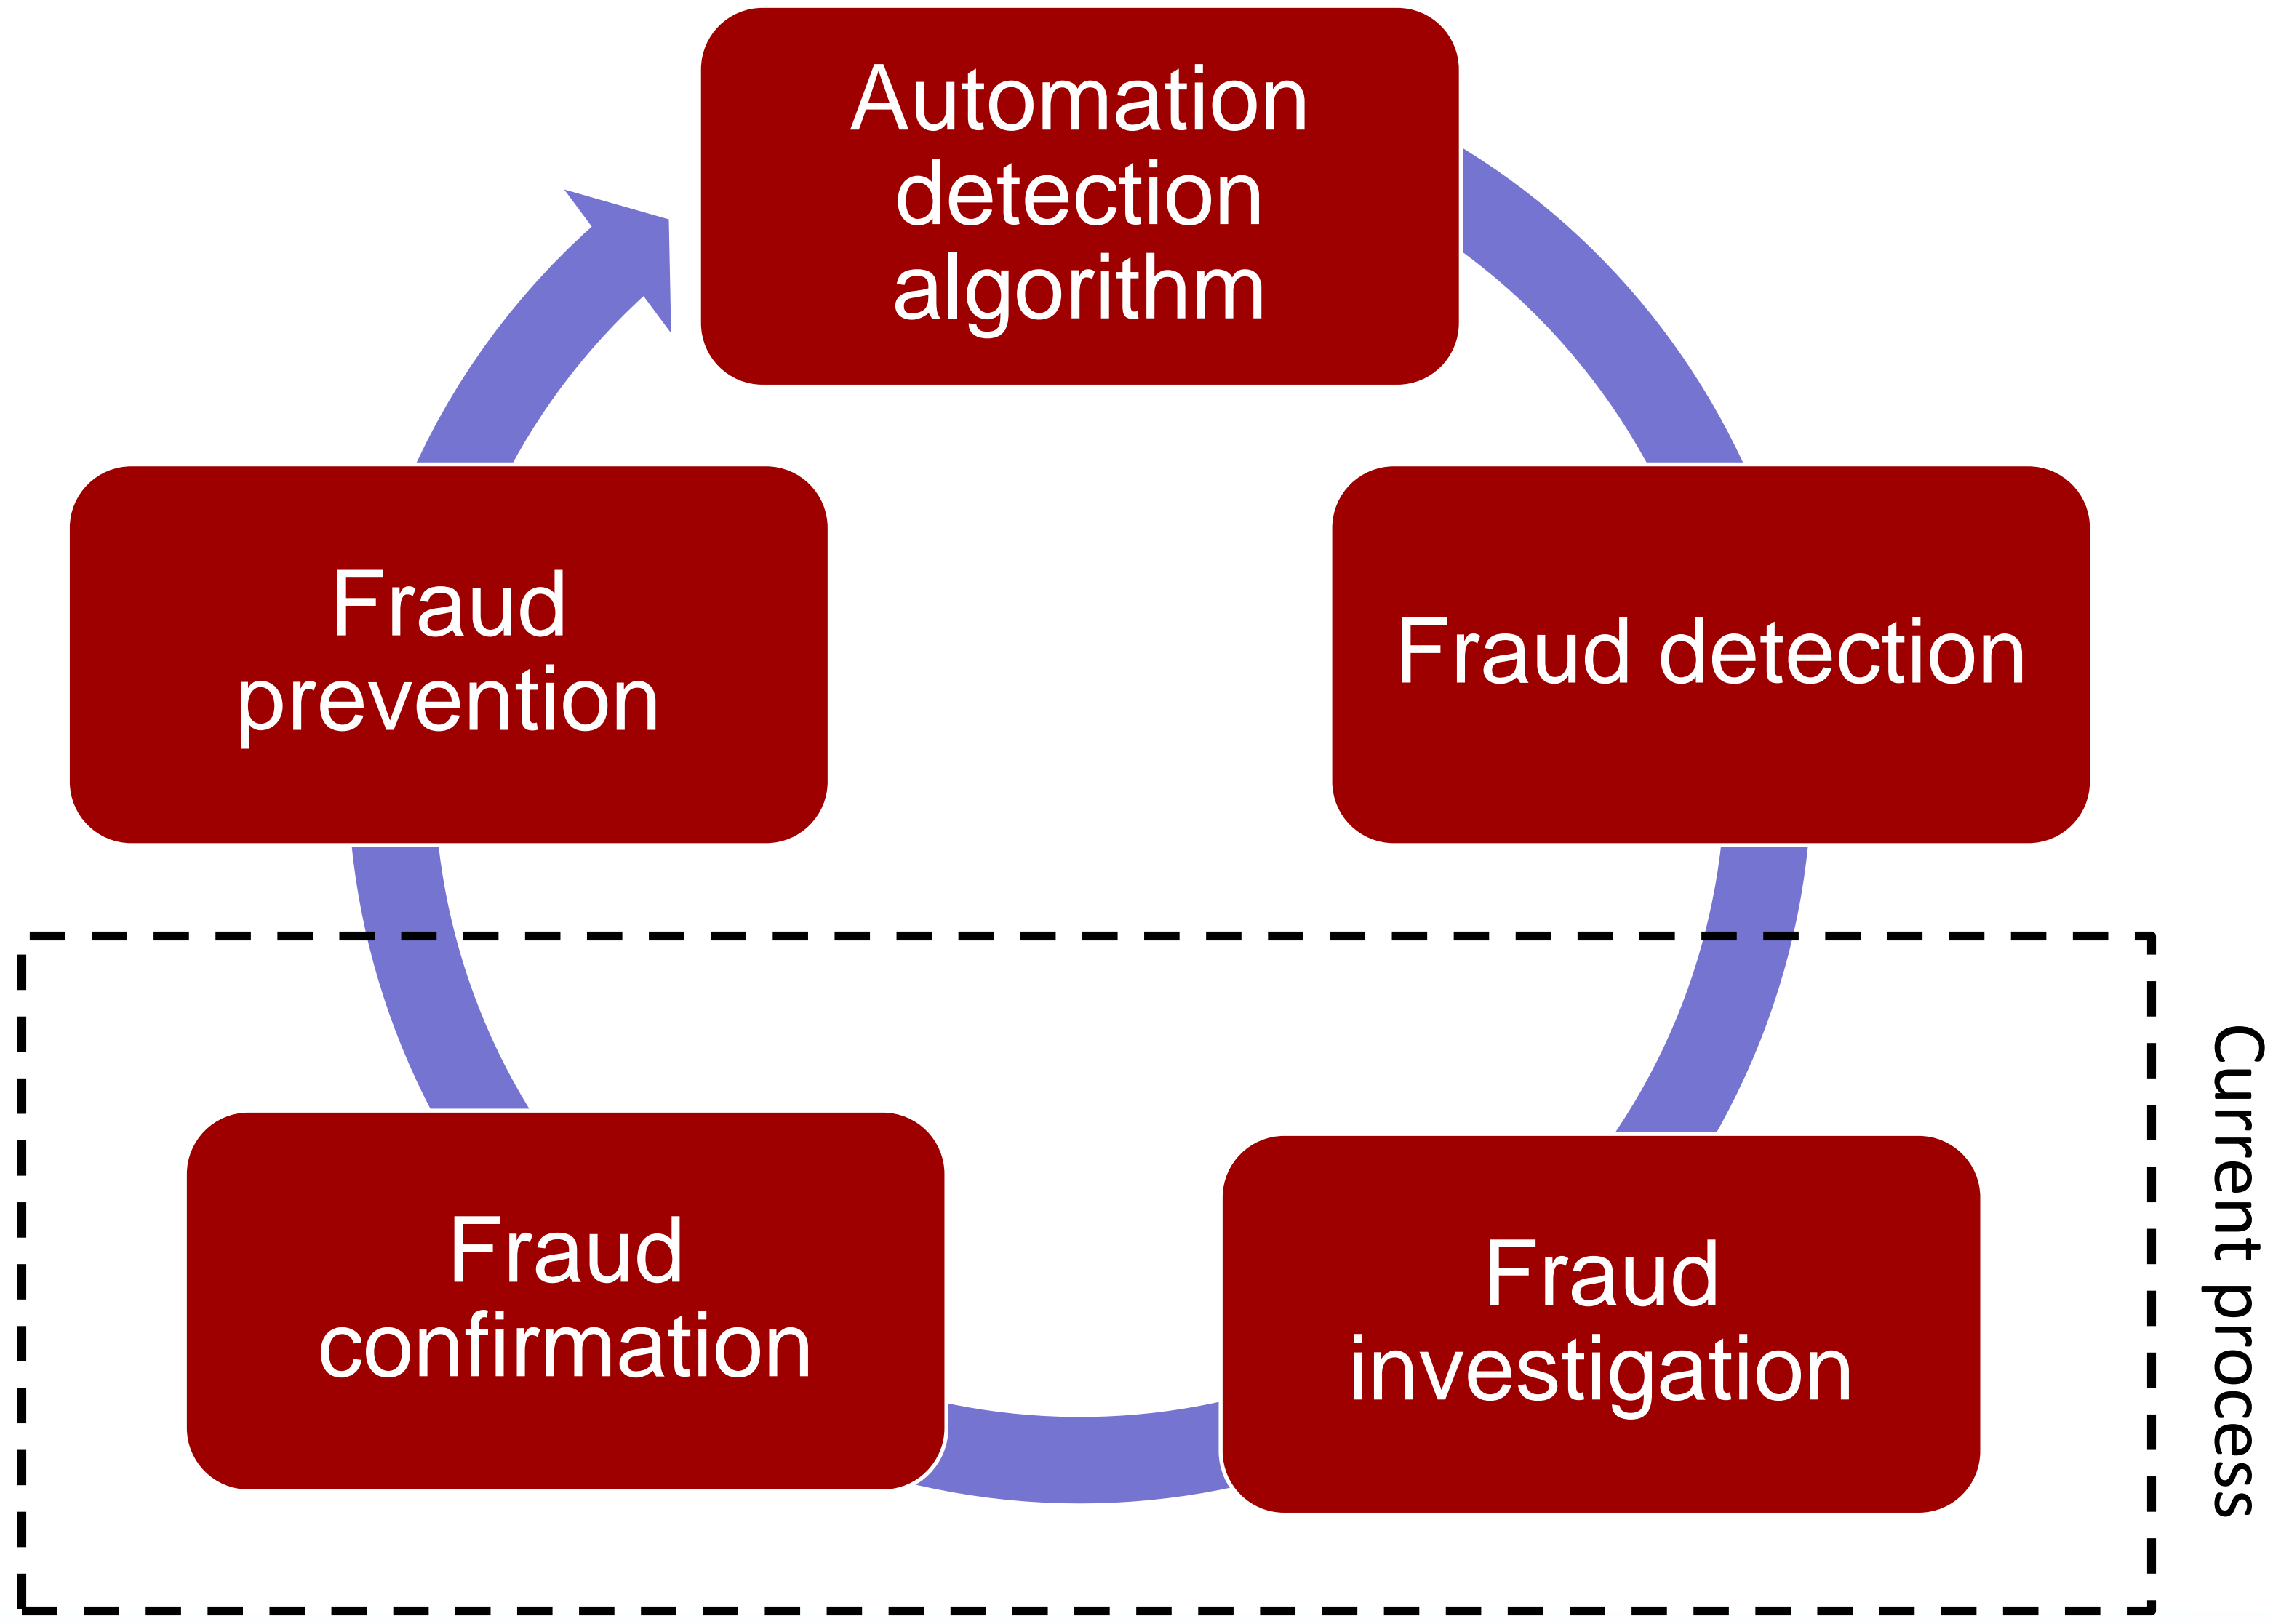 Automation
detection
algorithm
Fraud
prevention
Fraud detection
Fraud
confirmation
Fraud
investigation
Current process